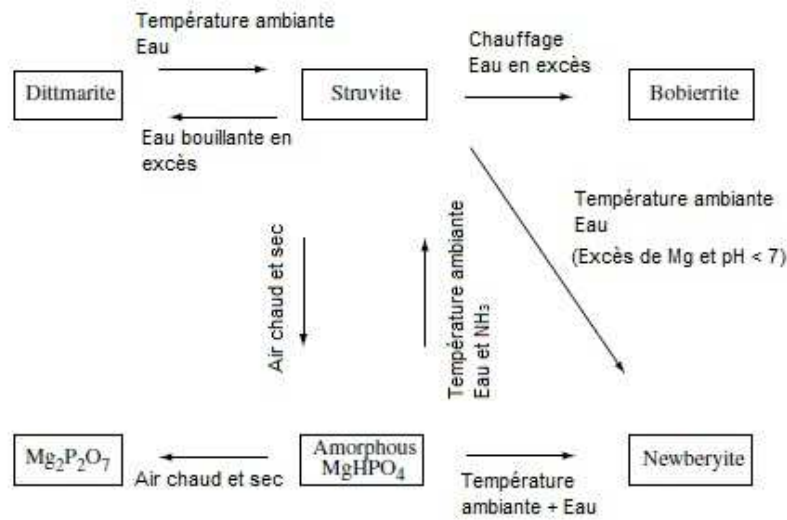 Température ambiante
Eau
Dittmarite
Struvite
Eau bouillante en
excès
Chauffage
Eau en excès
Bobierrite
Température ambiante
Eau
(Excès de Mg et pH < 7)
Air chaud et sec
Température ambiante
Eau et NH₃
Mg₂P₂O₇
Air chaud et sec
Amorphous
MgHPO₄
Température
ambiante + Eau
Newberyite